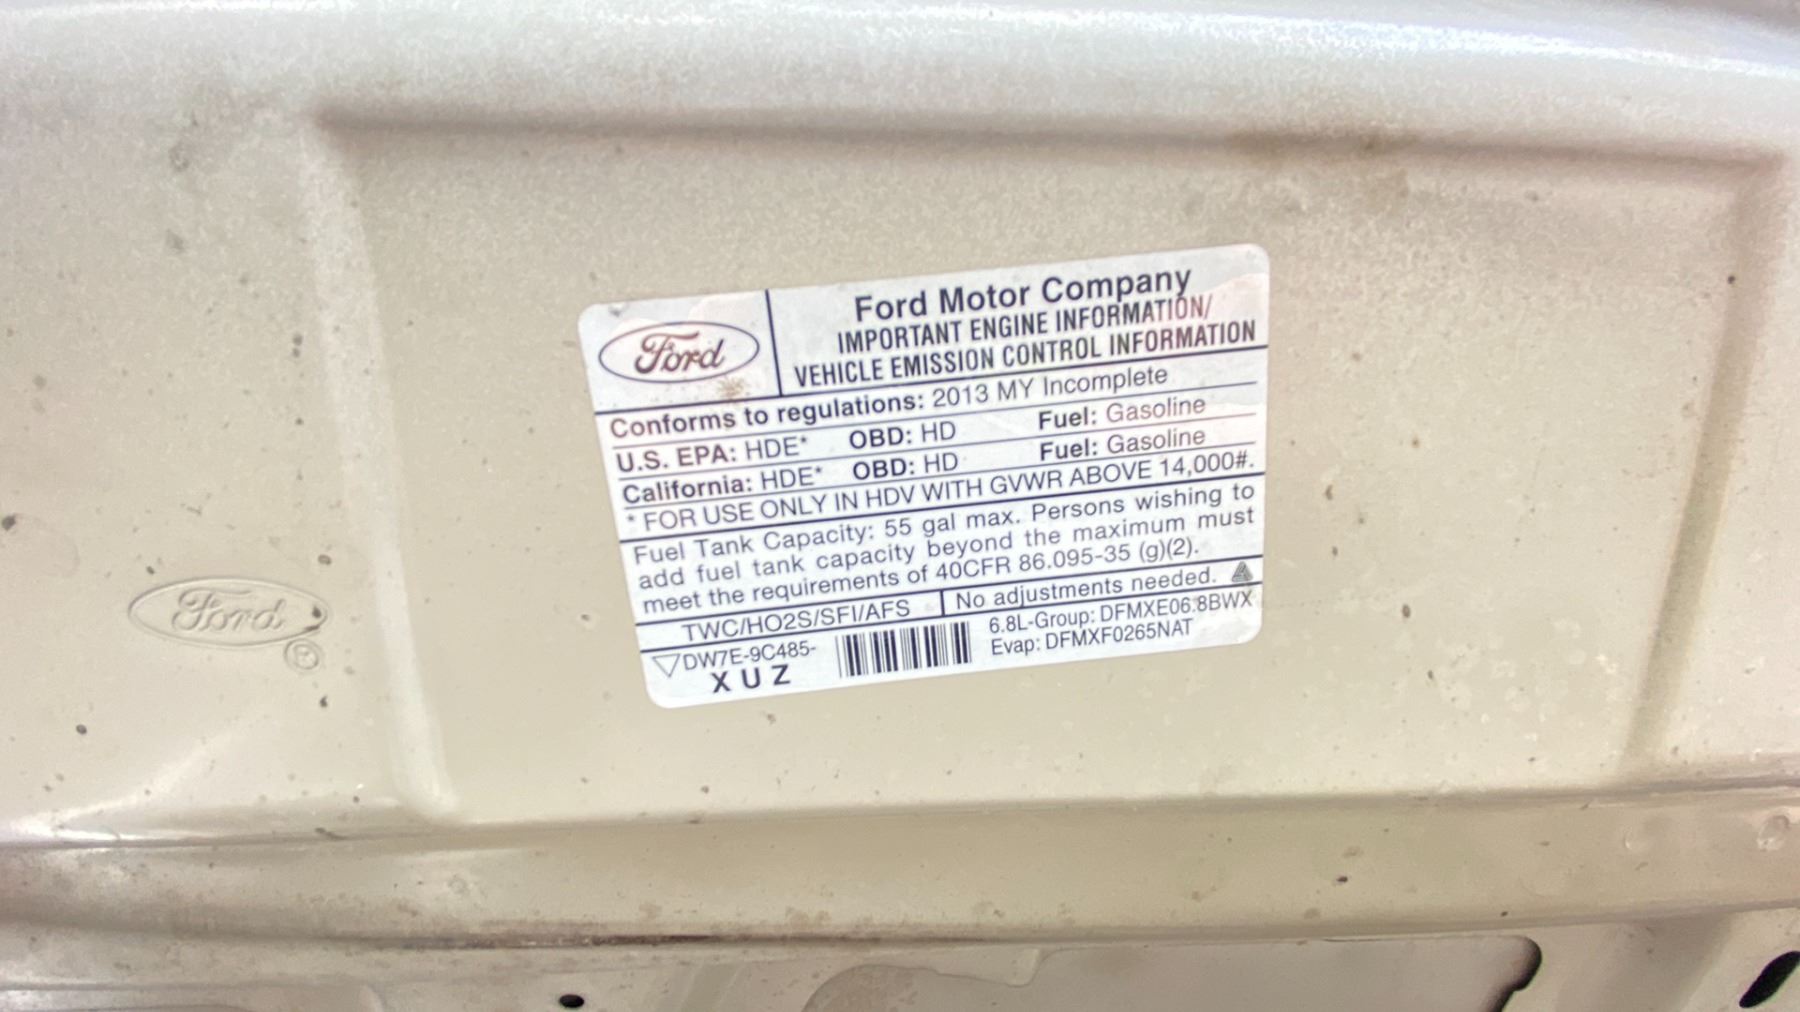 Ford
Ford Motor Company
IMPORTANT ENGINE INFORMATION/
VEHICLE EMISSION CONTROL INFORMATION
Conforms to regulations: 2013 MY Incomplete
U.S. EPA: HDE* OBD: HD Fuel: Gasoline
California: HDE* OBD: HD Fuel: Gasoline
* FOR USE ONLY IN HDV WITH GVWR ABOVE 14,000#.
Fuel Tank Capacity: 55 gal max. Persons wishing to
add fuel tank capacity beyond the maximum must
meet the requirements of 40CFR 86.095-35 (g)(2).
TWC/HO2S/SFI/AFS No adjustments needed.
DW7E-9C485-
X U Z
6.8L-Group: DFMXE06.8BWX
Evap: DFMXF0265NAT
Ford
®